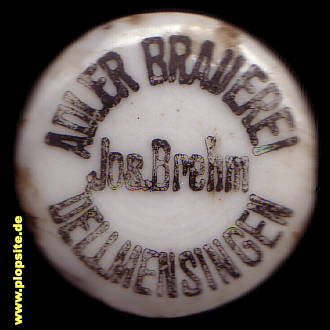 ADLER BRAUEREI
Jos. Brehm
DELLMENSINGEN
www.plopsite.de